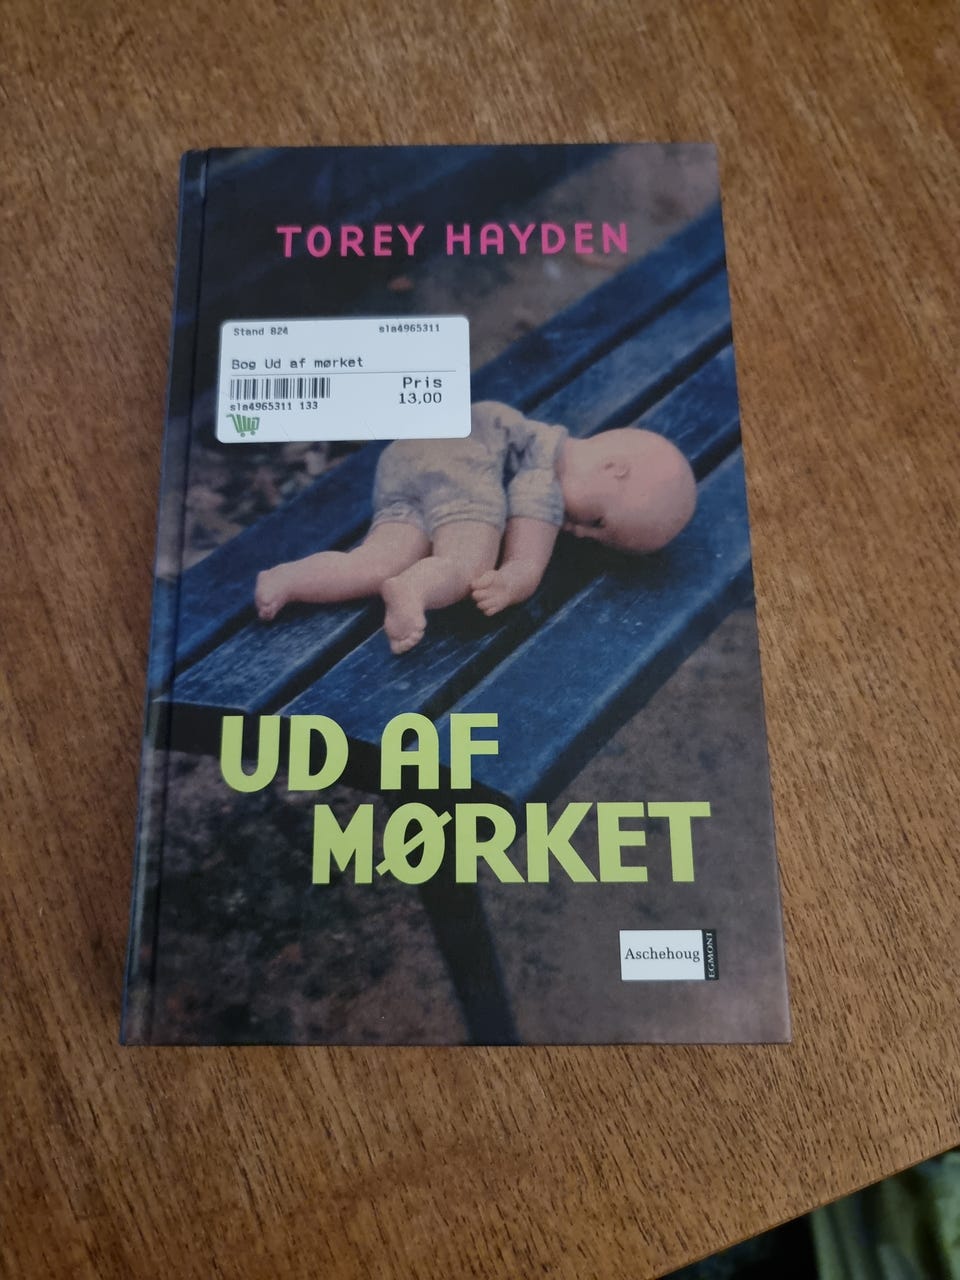 TOREY HAYDEN
Stand 824 sla4965311
Bog Ud af mørket
Pris
13,00
sla4965311 133
UD AF
MØRKET
Aschehoug
EGMONT